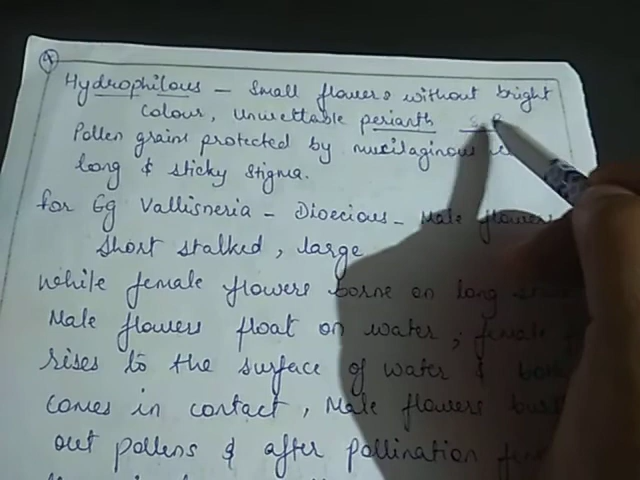 4
Hydrophilous - Small flowers without bright
Colour, Unwettable perianth
Pollen grains protected by mucilaginous
long & sticky stigma.
for Eg Vallisneria - Dioecious - Male flowers
Short stalked, large
While female flowers borne on long
Male flowers float on water; female
rises to the surface of water &
comes in contact, Male flowers
out pollens & after pollination